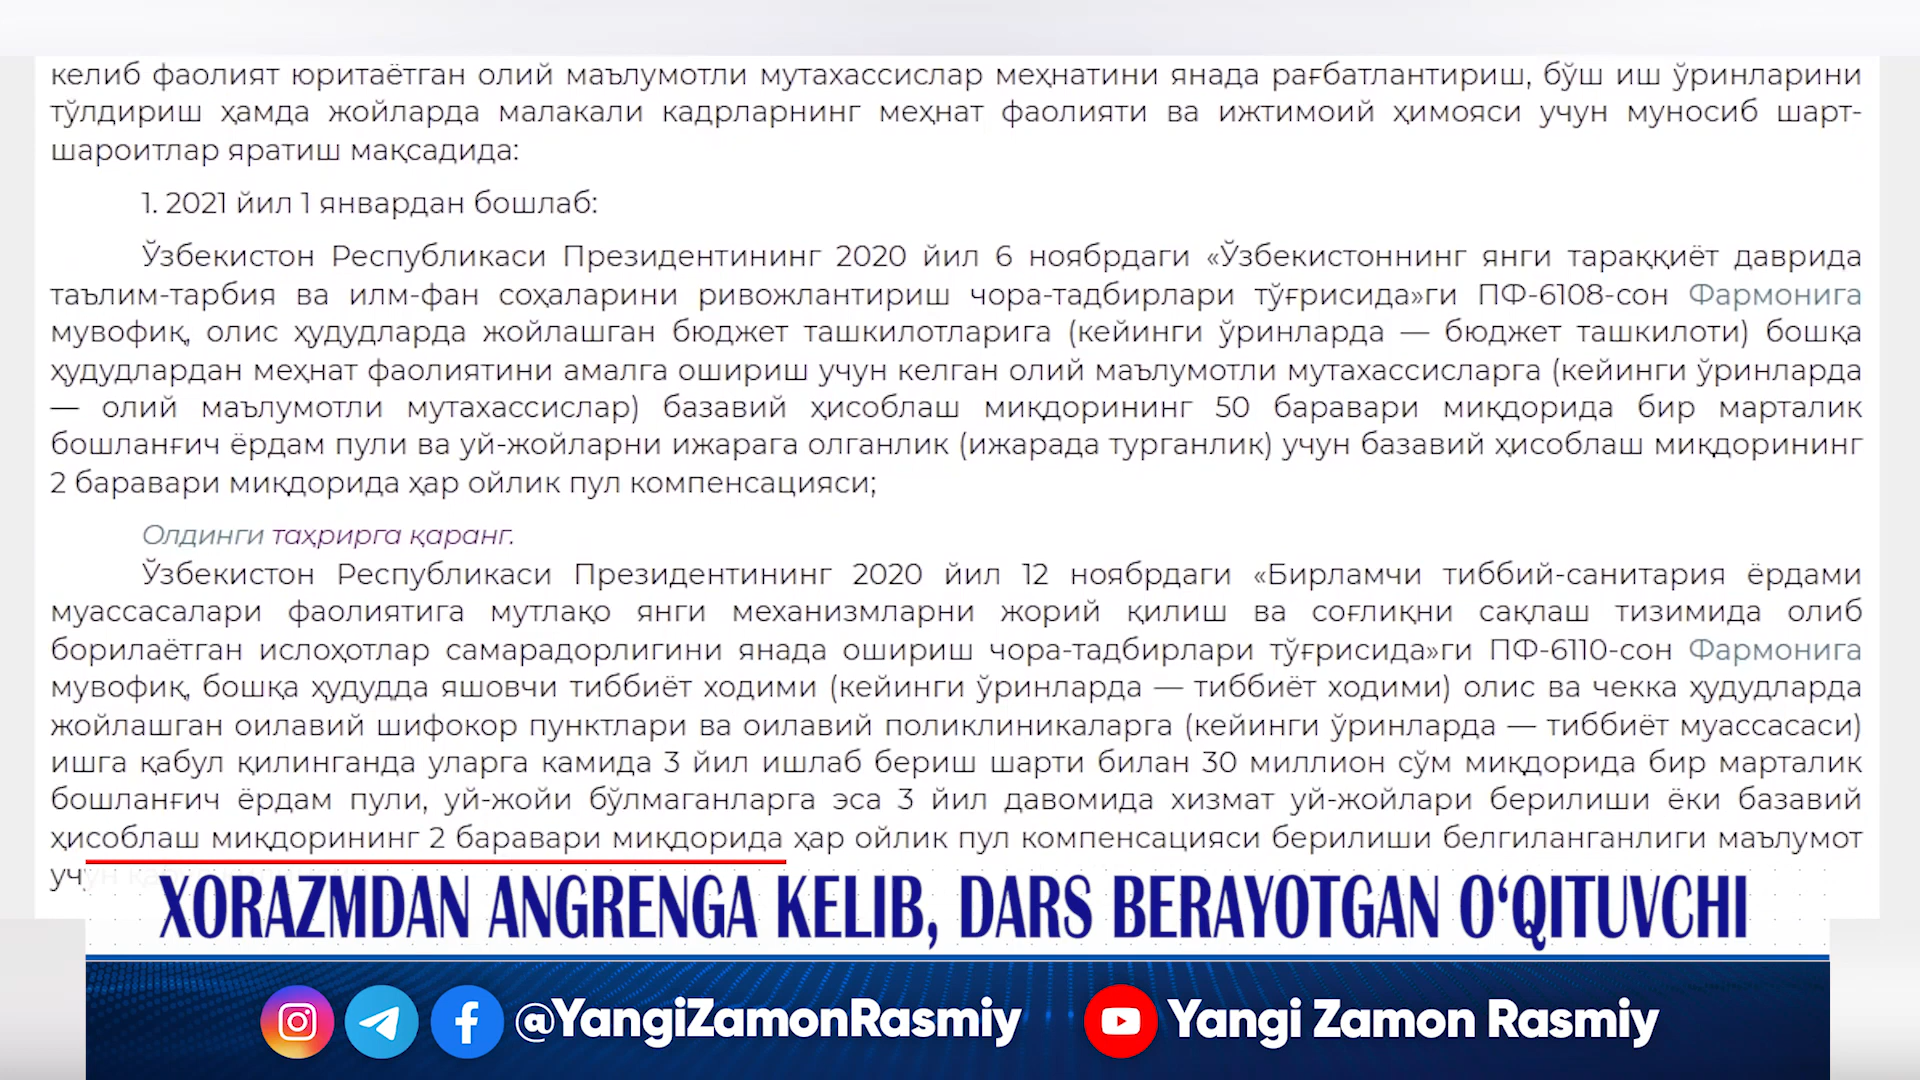 келиб фаолият юритаётган олий маълумотли мутахассислар меҳнатини янада рағбатлантириш, бўш иш ўринларини
тўлдириш ҳамда жойларда малакали кадрларнинг меҳнат фаолияти ва ижтимоий ҳимояси учун муносиб шарт-
шароитлар яратиш мақсадида:
1. 2021 йил 1 январдан бошлаб:
Ўзбекистон Республикаси Президентининг 2020 йил 6 ноябрдаги «Ўзбекистоннинг янги тараққиёт даврида
таълим-тарбия ва илм-фан соҳаларини ривожлантириш чора-тадбирлари тўғрисида»ги ПФ-6108-сон Фармонига
мувофиқ, олис ҳудудларда жойлашган бюджет ташкилотларига (кейинги ўринларда — бюджет ташкилоти) бошқа
ҳудудлардан меҳнат фаолиятини амалга ошириш учун келган олий маълумотли мутахассисларга (кейинги ўринларда
— олий маълумотли мутахассислар) базавий ҳисоблаш миқдорининг 50 баравари миқдорида бир марталик
бошланғич ёрдам пули ва уй-жойларни ижарага олганлик (ижарада турганлик) учун базавий ҳисоблаш миқдорининг
2 баравари миқдорида ҳар ойлик пул компенсацияси;
Олдинги таҳрирга қаранг.
Ўзбекистон Республикаси Президентининг 2020 йил 12 ноябрдаги «Бирламчи тиббий-санитария ёрдами
муассасалари фаолиятига мутлақо янги механизмларни жорий қилиш ва соғлиқни сақлаш тизимида олиб
борилаётган ислоҳотлар самарадорлигини янада ошириш чора-тадбирлари тўғрисида»ги ПФ-6110-сон Фармонига
мувофиқ, бошқа ҳудудда яшовчи тиббиёт ходими (кейинги ўринларда — тиббиёт ходими) олис ва чекка ҳудудларда
жойлашган оилавий шифокор пунктлари ва оилавий поликлиникаларга (кейинги ўринларда — тиббиёт муассасаси)
ишга қабул қилинганда уларга камида 3 йил ишлаб бериш шарти билан 30 миллион сўм миқдорида бир марталик
бошланғич ёрдам пули, уй-жойи бўлмаганларга эса 3 йил давомида хизмат уй-жойлари берилиши ёки базавий
ҳисоблаш миқдорининг 2 баравари миқдорида ҳар ойлик пул компенсацияси берилиши белгиланганлиги маълумот
учун
XORAZMDAN ANGRENGA KELIB, DARS BERAYOTGAN O‘QITUVCHI
@YangiZamonRasmiy
Yangi Zamon Rasmiy